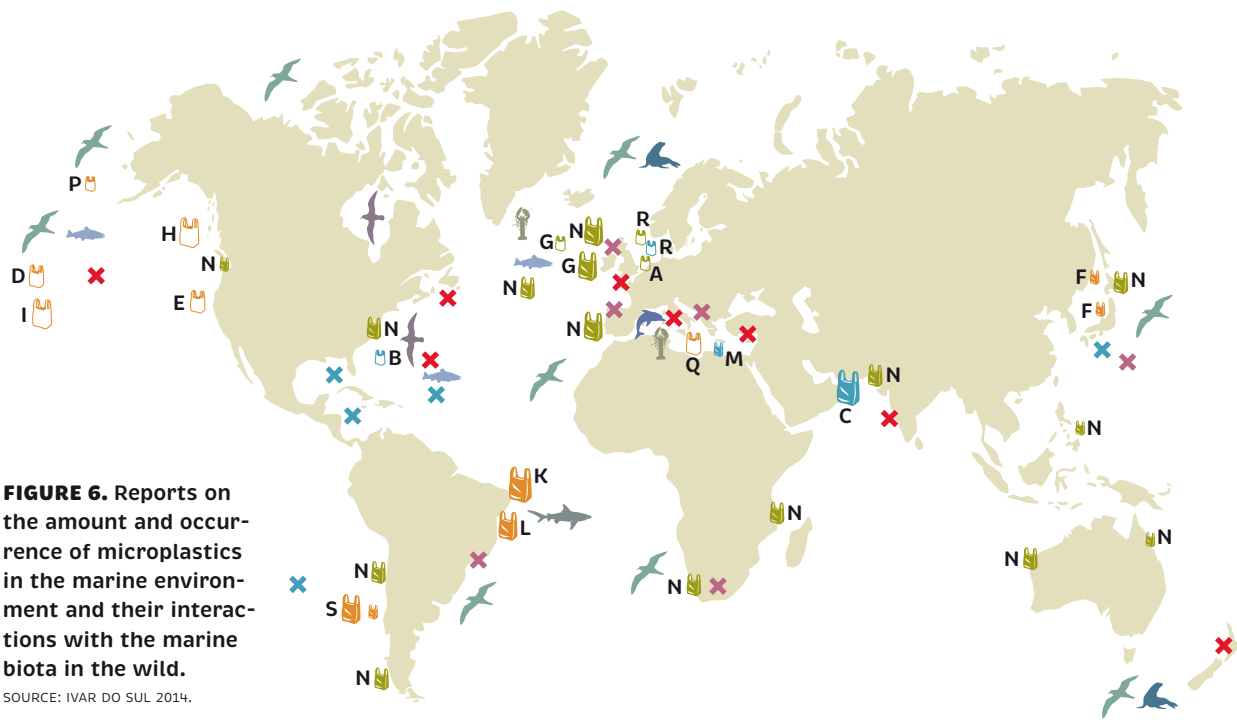 P
H
D
I
N
E
N
B
R
N
G
R
G
A
N
N
Q
M
C
N
F
N
F
N
K
L
N
N
N
N
N
S
N
FIGURE 6. Reports on
the amount and occur-
rence of microplastics
in the marine environ-
ment and their interac-
tions with the marine
biota in the wild.
SOURCE: IVAR DO SUL 2014.